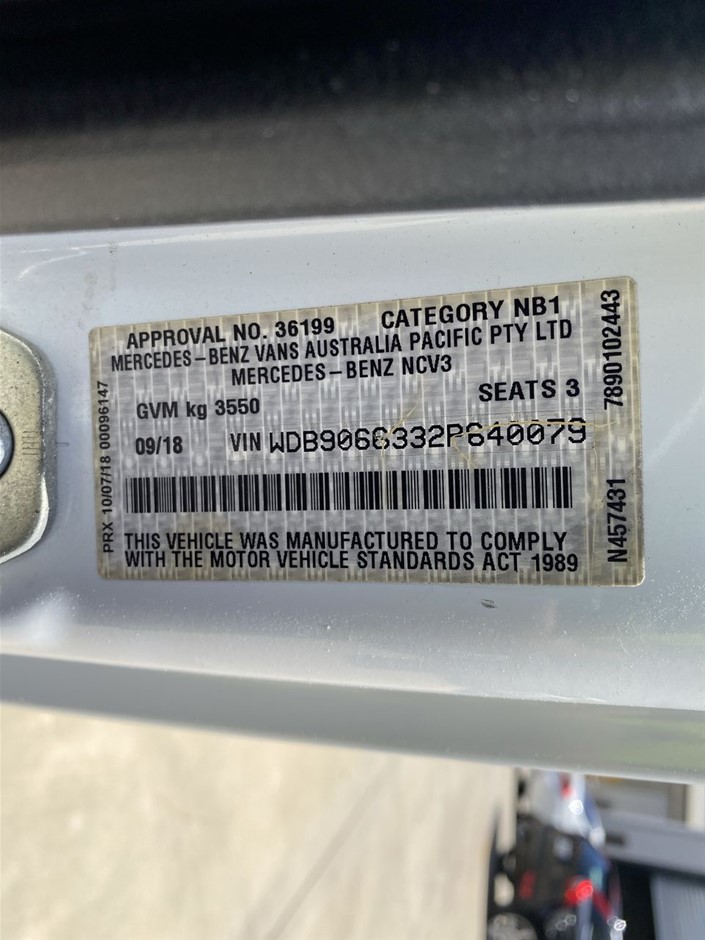 APPROVAL NO. 36199 CATEGORY NB1
MERCEDES-BENZ VANS AUSTRALIA PACIFIC PTY LTD
MERCEDES-BENZ NCV3
SEATS 3
GVM kg 3550
09/18 VIN WDB9066332P640079
THIS VEHICLE WAS MANUFACTURED TO COMPLY
WITH THE MOTOR VEHICLE STANDARDS ACT 1989
PRX 10/07/18 00096147
N457431 7890102443